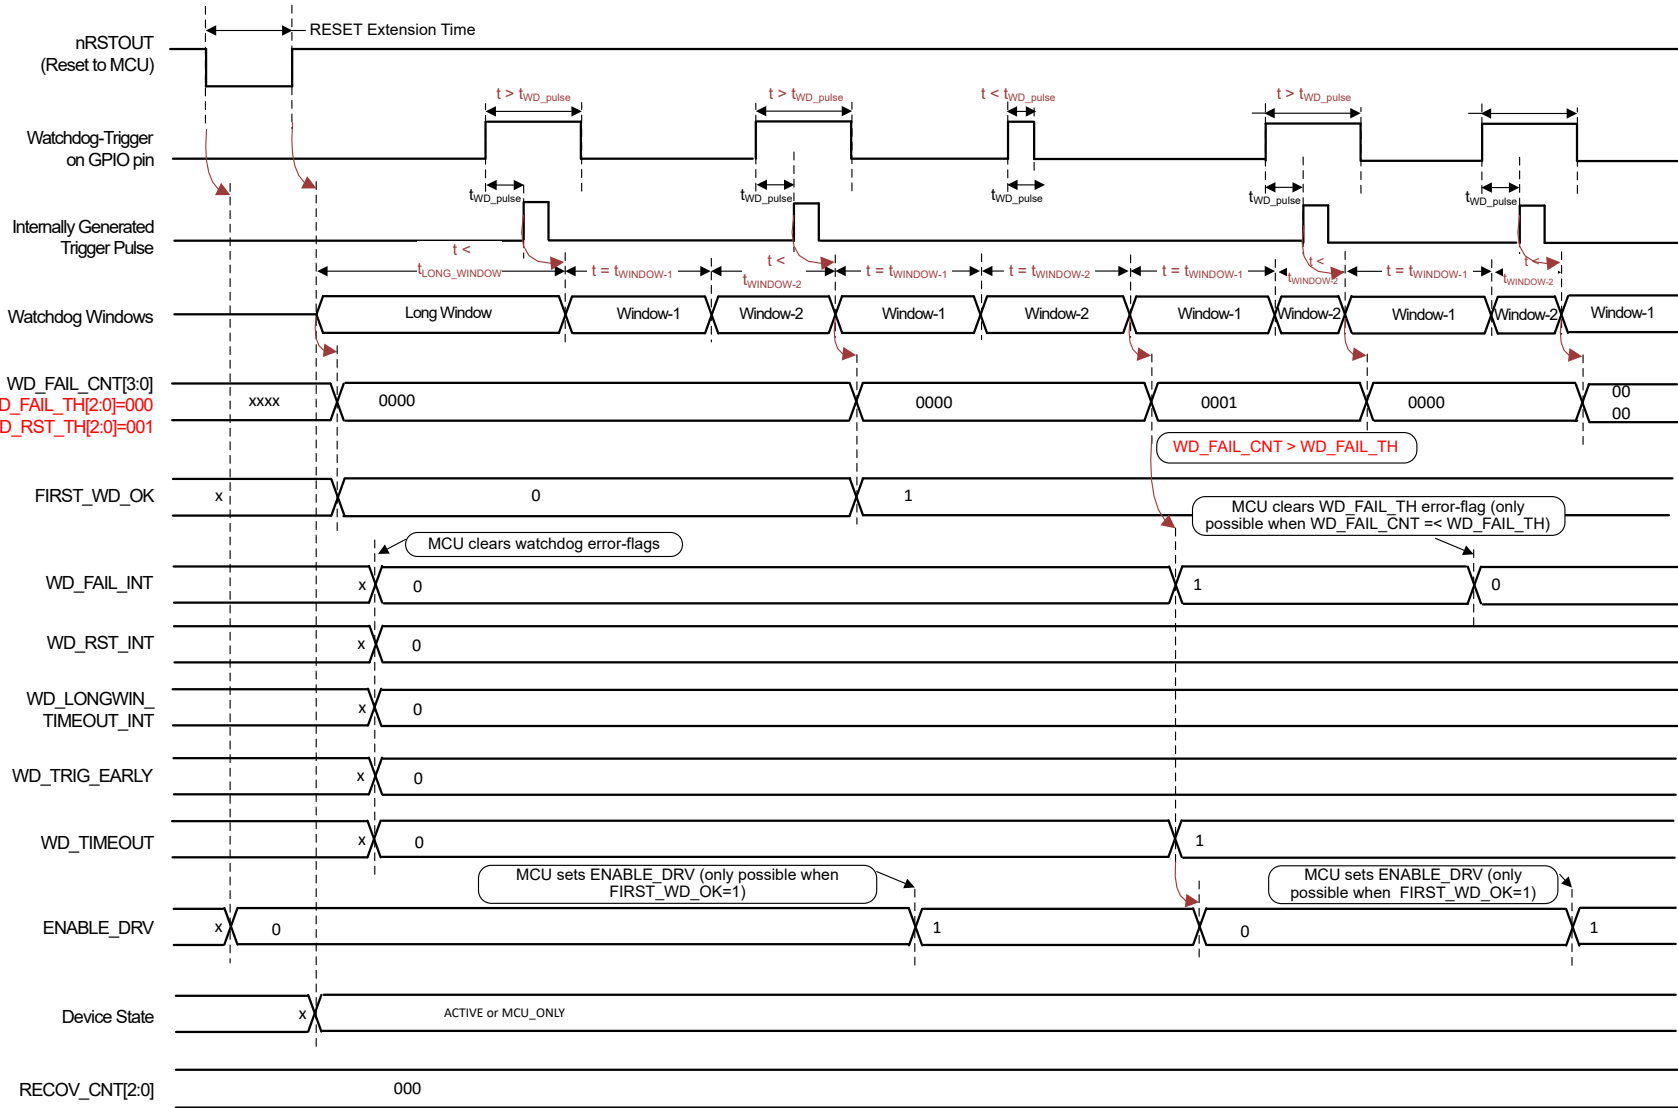 RESET Extension Time
nRSTOUT
(Reset to MCU)
t > tWD_pulse
t > tWD_pulse
t < tWD_pulse
t > tWD_pulse
Watchdog-Trigger
on GPIO pin
tWD_pulse
tWD_pulse
tWD_pulse
tWD_pulse
tWD_pulse
Internally Generated
Trigger Pulse
t <
tLONG_WINDOW
t = tWINDOW-1
t <
tWINDOW-2
t = tWINDOW-1
t = tWINDOW-2
t = tWINDOW-1
t <
tWINDOW-2
t = tWINDOW-1
t <
tWINDOW-2
Watchdog Windows
Long Window
Window-1
Window-2
Window-1
Window-2
Window-1
Window-2
Window-1
Window-2
Window-1
WD_FAIL_CNT[3:0]
D_FAIL_TH[2:0]=000
D_RST_TH[2:0]=001
xxxx
0000
0000
0001
0000
00
00
WD_FAIL_CNT > WD_FAIL_TH
FIRST_WD_OK
x
0
1
MCU clears WD_FAIL_TH error-flag (only
possible when WD_FAIL_CNT =< WD_FAIL_TH)
MCU clears watchdog error-flags
WD_FAIL_INT
x
0
1
0
WD_RST_INT
x
0
WD_LONGWIN_
TIMEOUT_INT
x
0
WD_TRIG_EARLY
x
0
WD_TIMEOUT
x
0
1
MCU sets ENABLE_DRV (only possible when
FIRST_WD_OK=1)
MCU sets ENABLE_DRV (only
possible when FIRST_WD_OK=1)
ENABLE_DRV
x
0
1
0
1
Device State
x
ACTIVE or MCU_ONLY
RECOV_CNT[2:0]
000